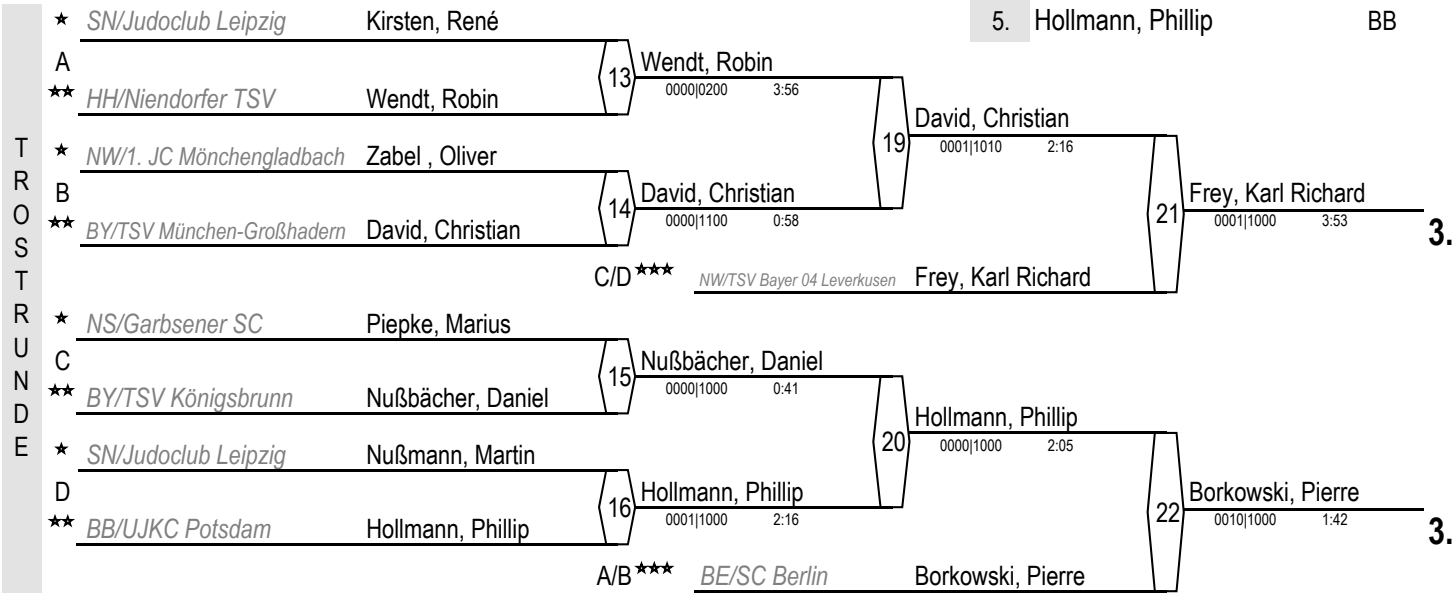 ★ SN/Judoclub Leipzig Kirsten, René
5. Hollmann, Phillip BB
A
13 Wendt, Robin
0000|0200 3:56
★★ HH/Niendorfer TSV Wendt, Robin
19 David, Christian
0001|1010 2:16
TROSTRUNDE
★ NW/1. JC Mönchengladbach Zabel , Oliver
B
14 David, Christian
0000|1100 0:58
21 Frey, Karl Richard
0001|1000 3:53
3.
★★ BY/TSV München-Großhadern David, Christian
C/D ★★★ NW/TSV Bayer 04 Leverkusen Frey, Karl Richard
★ NS/Garbsener SC Piepke, Marius
C
15 Nußbächer, Daniel
0000|1000 0:41
★★ BY/TSV Königsbrunn Nußbächer, Daniel
20 Hollmann, Phillip
0000|1000 2:05
★ SN/Judoclub Leipzig Nußmann, Martin
D
16 Hollmann, Phillip
0001|1000 2:16
22 Borkowski, Pierre
0010|1000 1:42
3.
★★ BB/UJKC Potsdam Hollmann, Phillip
A/B ★★★ BE/SC Berlin Borkowski, Pierre